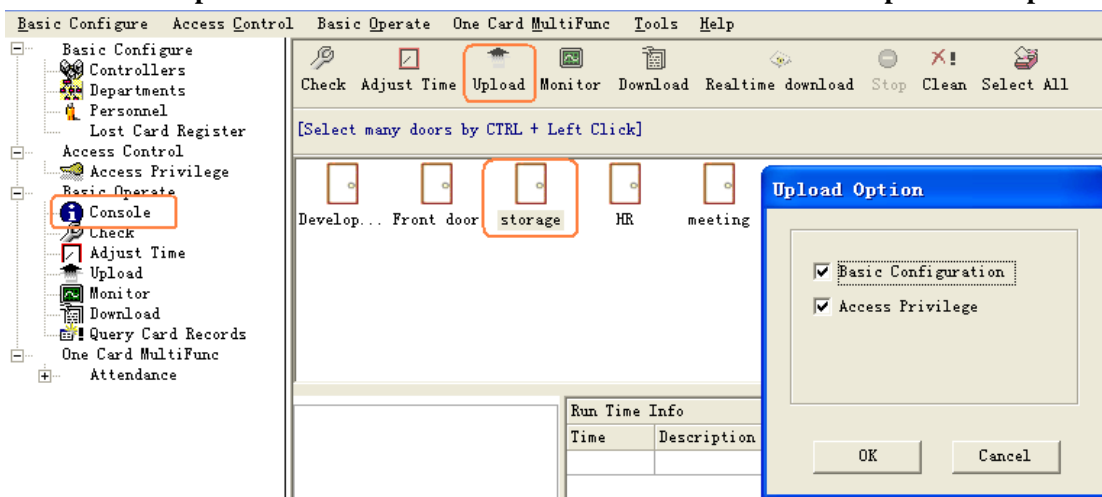 Basic Configure Access Control Basic Operate One Card MultiFunc Tools Help
Basic Configure
Controllers
Departments
Personnel
Lost Card Register
Access Control
Access Privilege
Basic Operate
Console
Check
Adjust Time
Upload
Monitor
Download
Query Card Records
One Card MultiFunc
Attendance
Check Adjust Time Upload Monitor Download Realtime download Stop Clean Select All
[Select many doors by CTRL + Left Click]
Develop... Front door storage HR meeting
Upload Option
Basic Configuration
Access Privilege
OK Cancel
Run Time Info
Time Description